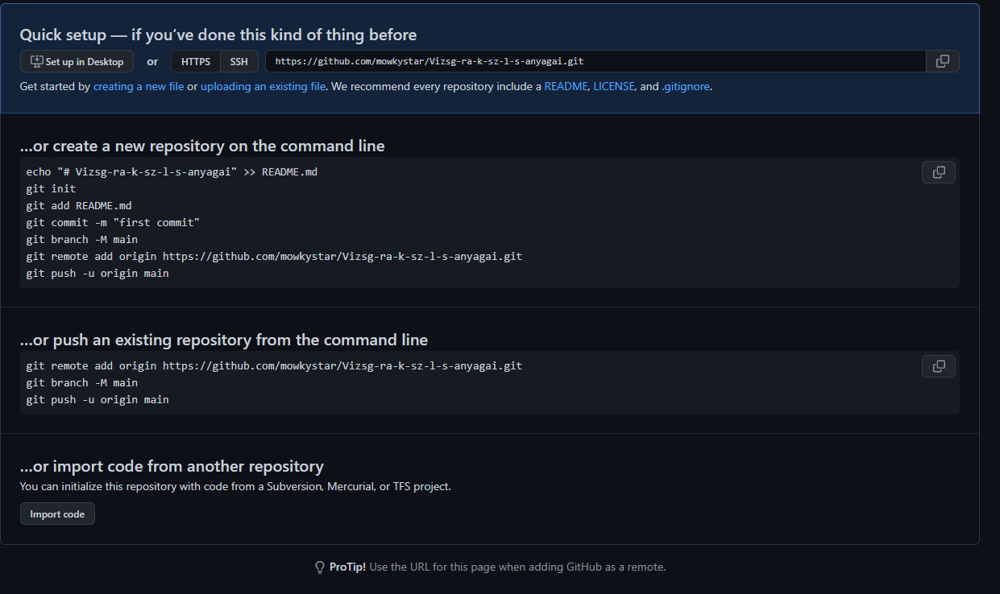 Quick setup — if you’ve done this kind of thing before
Set up in Desktop or HTTPS SSH https://github.com/mowkystar/Vizsg-ra-k-sz-l-s-anyagai.git
Get started by creating a new file or uploading an existing file. We recommend every repository include a README, LICENSE, and .gitignore.
…or create a new repository on the command line
echo "# Vizsg-ra-k-sz-l-s-anyagai" >> README.md
git init
git add README.md
git commit -m "first commit"
git branch -M main
git remote add origin https://github.com/mowkystar/Vizsg-ra-k-sz-l-s-anyagai.git
git push -u origin main
…or push an existing repository from the command line
git remote add origin https://github.com/mowkystar/Vizsg-ra-k-sz-l-s-anyagai.git
git branch -M main
git push -u origin main
…or import code from another repository
You can initialize this repository with code from a Subversion, Mercurial, or TFS project.
Import code
ProTip! Use the URL for this page when adding GitHub as a remote.